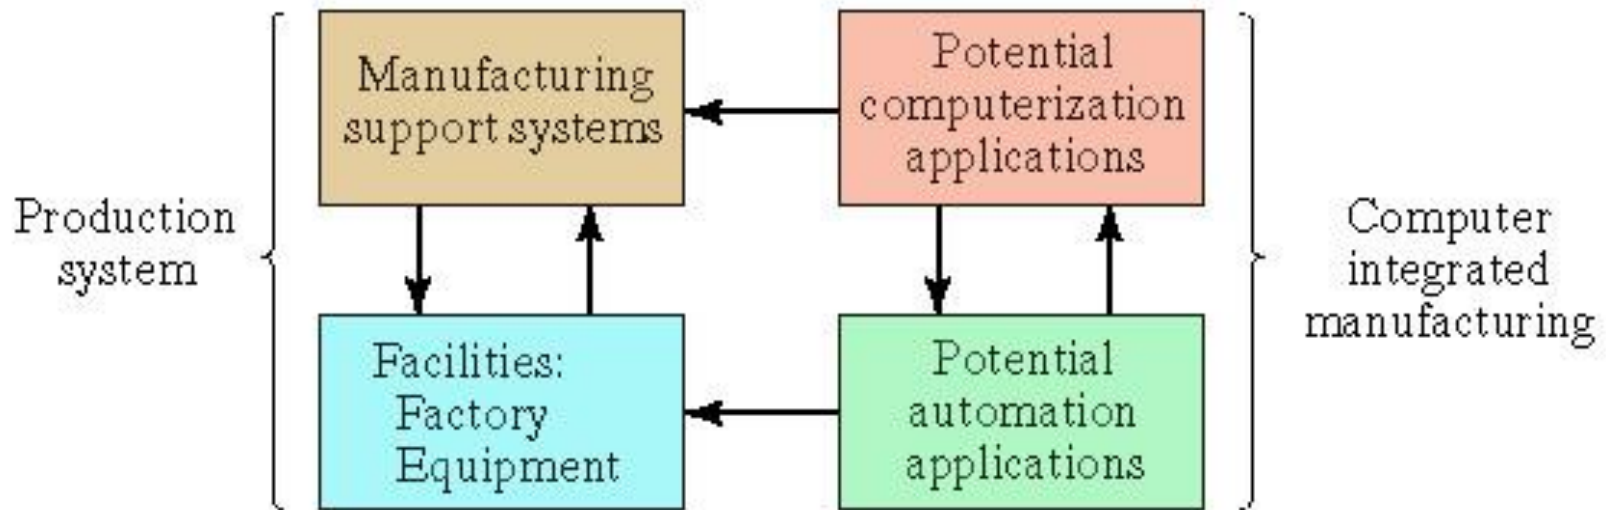 Production
system
Manufacturing
support systems
Potential
computerization
applications
Facilities:
Factory
Equipment
Potential
automation
applications
Computer
integrated
manufacturing